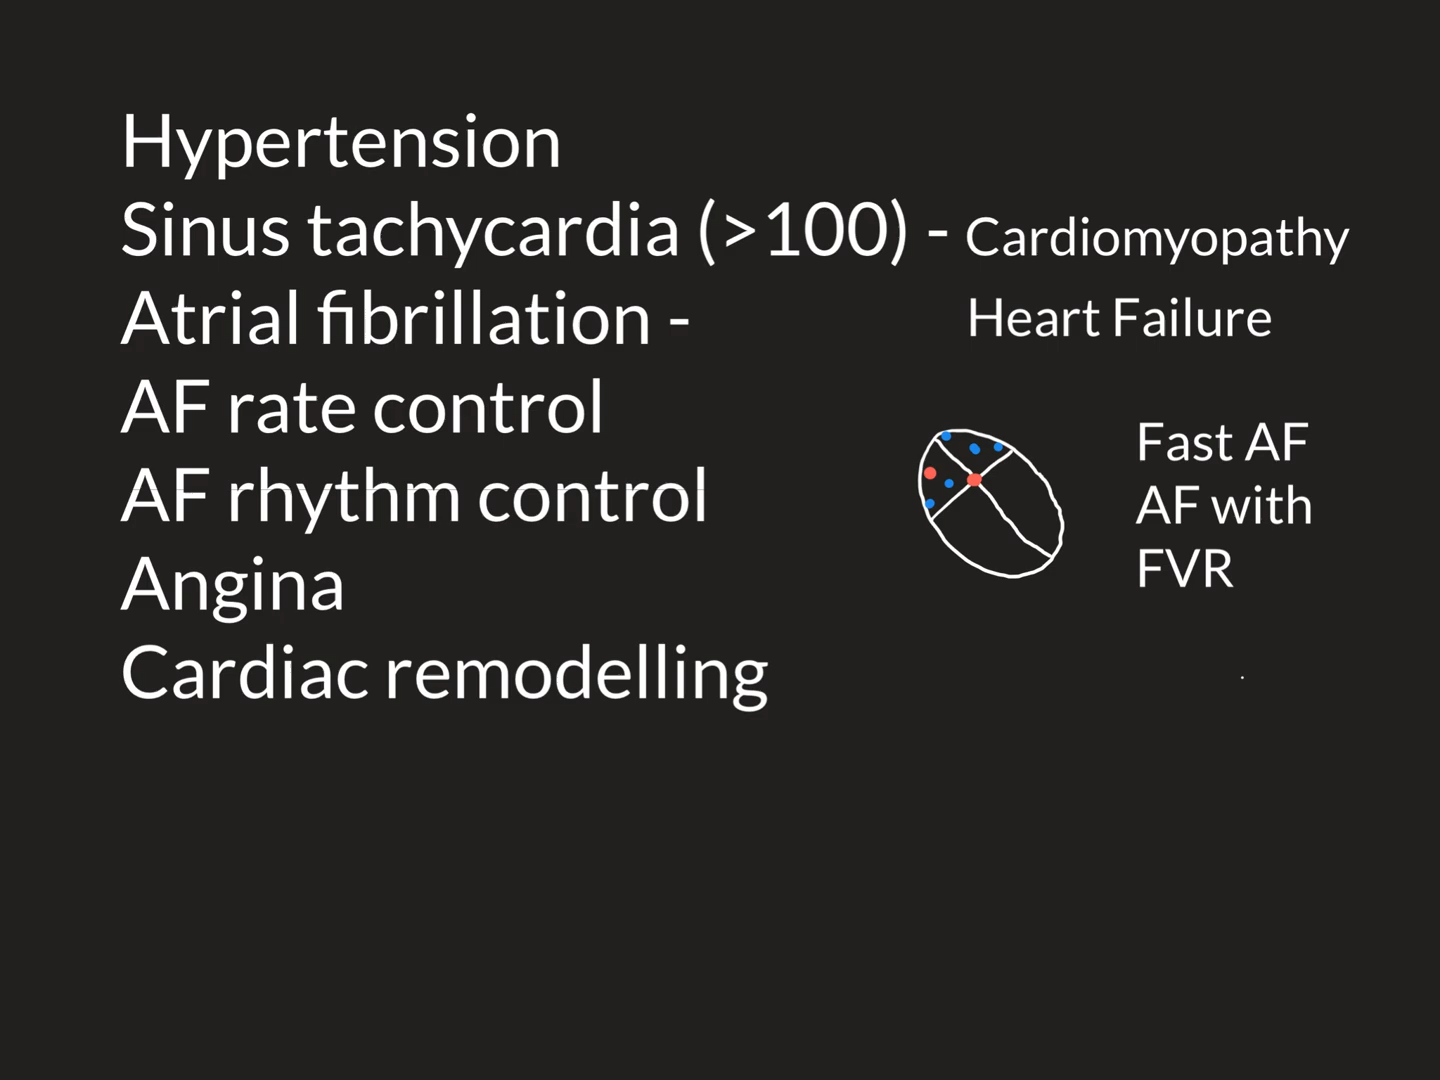 Hypertension
Sinus tachycardia (>100) - Cardiomyopathy
Atrial fibrillation - Heart Failure
AF rate control
AF rhythm control
Angina
Cardiac remodelling
Fast AF
AF with
FVR